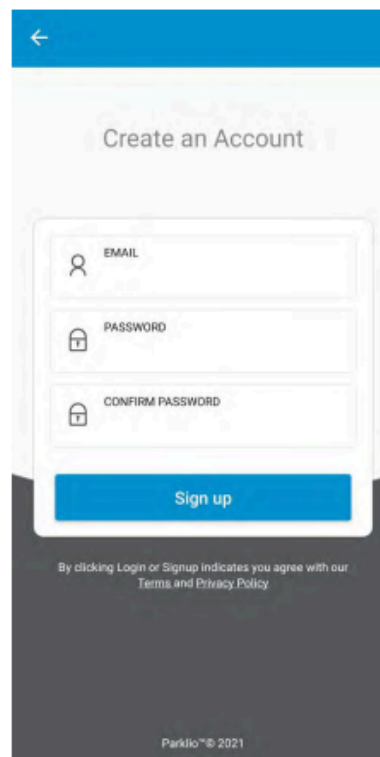 Create an Account
EMAIL
PASSWORD
CONFIRM PASSWORD
Sign up
By clicking Login or Signup indicates you agree with our
Terms and Privacy Policy
Parklio™© 2021